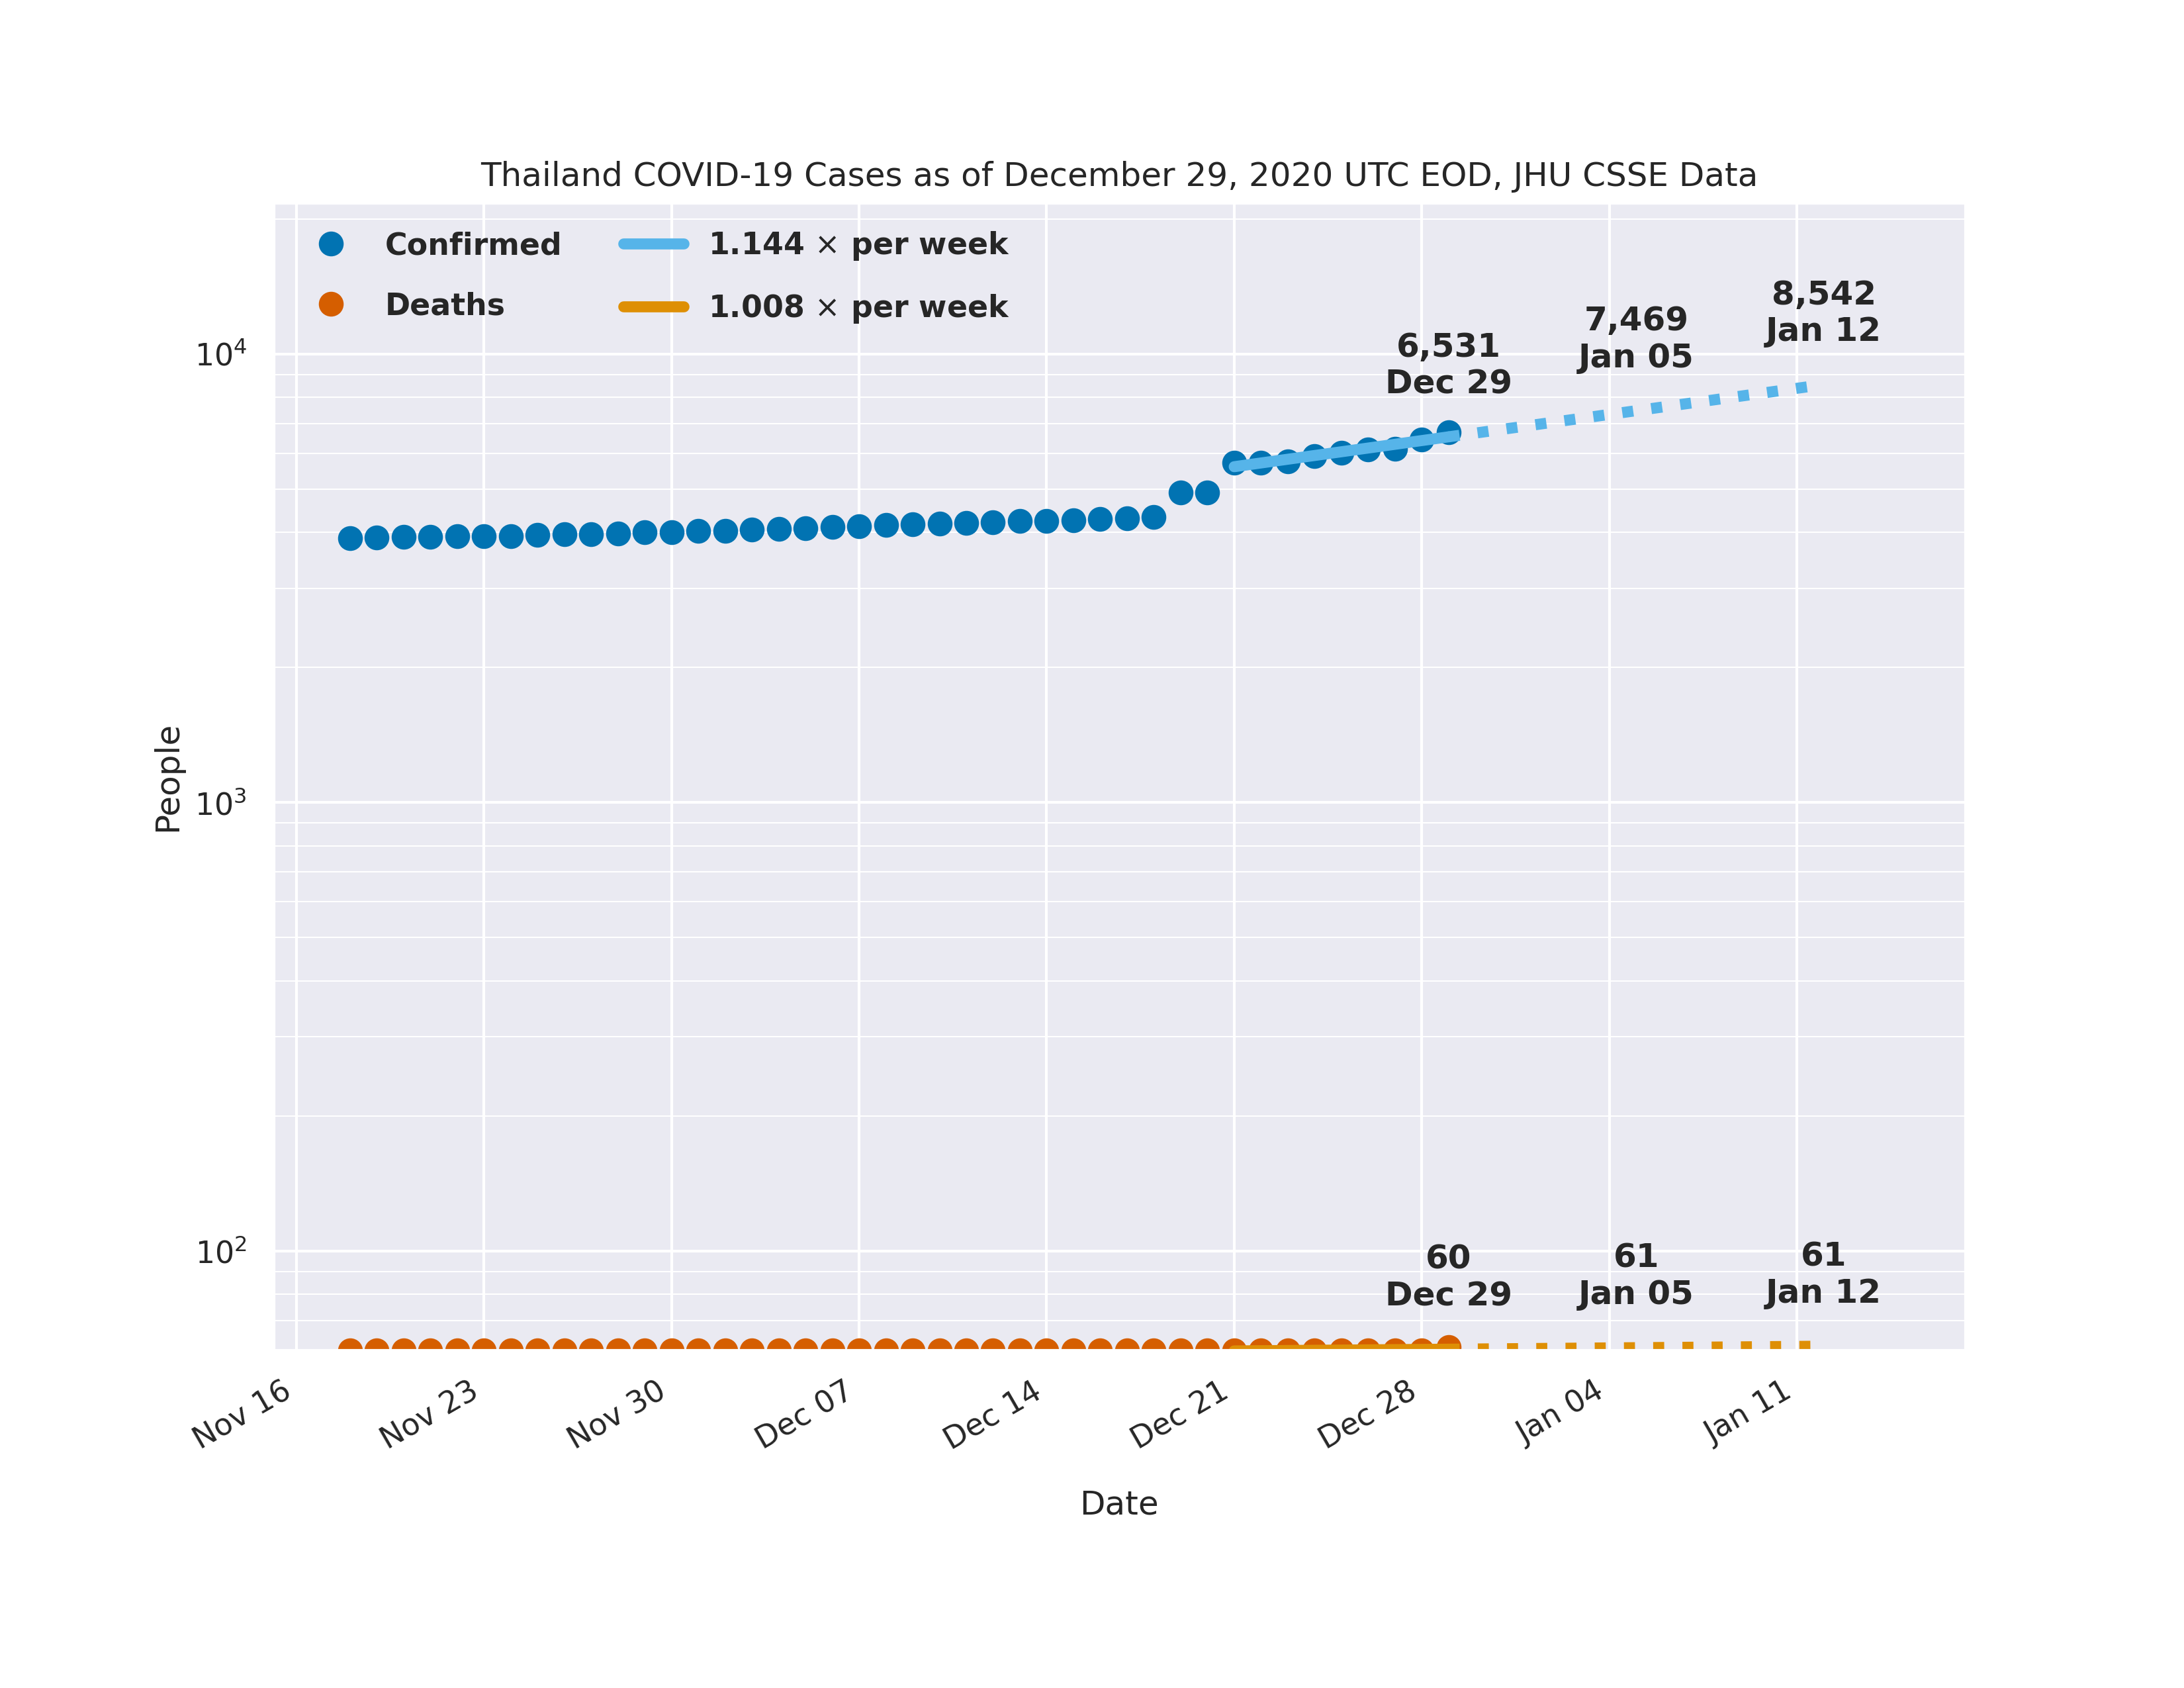 Thailand COVID-19 Cases as of December 29, 2020 UTC EOD, JHU CSSE Data
Confirmed
Deaths
1.144 × per week
1.008 × per week
6,531
Dec 29
7,469
Jan 05
8,542
Jan 12
10⁴
10³
10²
People
60
Dec 29
61
Jan 05
61
Jan 12
Nov 16
Nov 23
Nov 30
Dec 07
Dec 14
Dec 21
Dec 28
Jan 04
Jan 11
Date